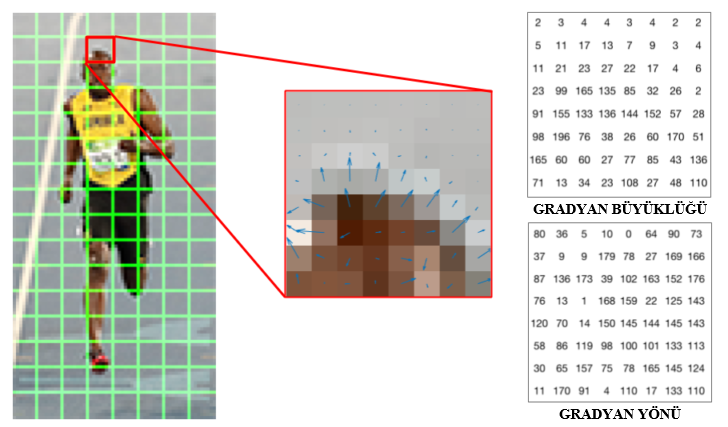 2 3 4 4 3 4 2 2
5 11 17 13 7 9 3 4
11 21 23 27 22 17 4 6
23 99 165 135 85 32 26 2
91 155 133 136 144 152 57 28
98 196 76 38 26 60 170 51
165 60 60 27 77 85 43 136
71 13 34 23 108 27 48 110
GRADYAN BÜYÜKLÜĞÜ
80 36 5 10 0 64 90 73
37 9 9 179 78 27 169 166
87 136 173 39 102 163 152 176
76 13 1 168 159 22 125 143
120 70 14 150 145 144 145 143
58 86 119 98 100 101 133 113
30 65 157 75 78 165 145 124
11 170 91 4 110 17 133 110
GRADYAN YÖNÜ